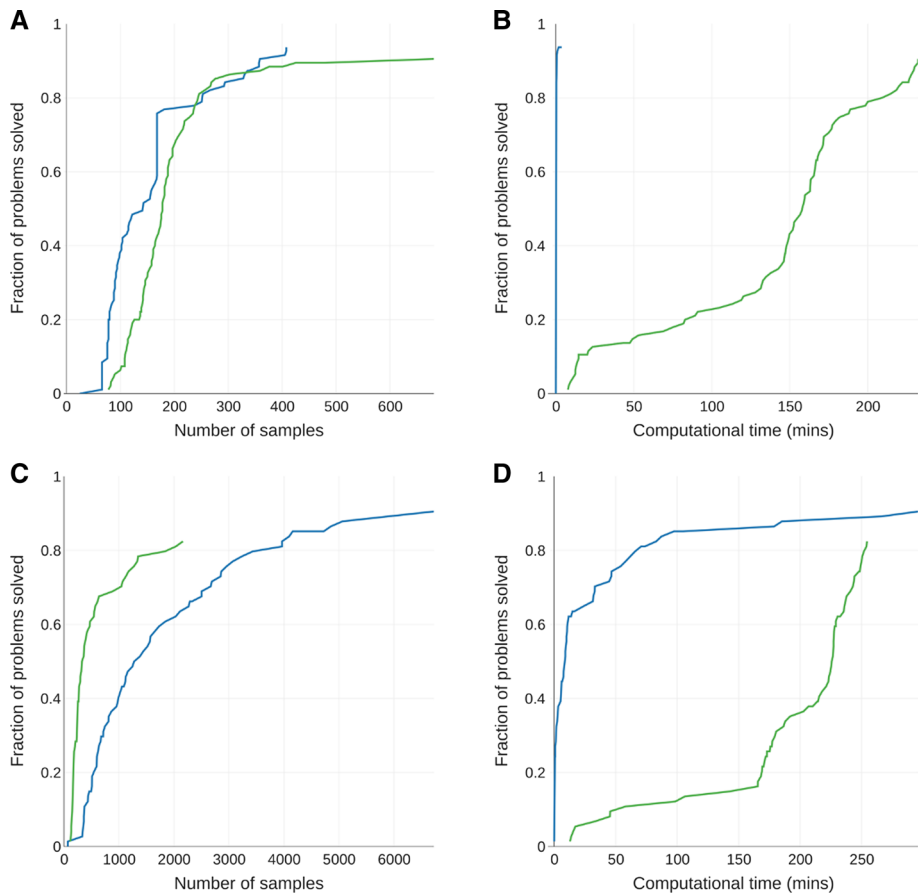 A
Fraction of problems solved
1
0.8
0.6
0.4
0.2
0
0 100 200 300 400 500 600
Number of samples
B
Fraction of problems solved
1
0.8
0.6
0.4
0.2
0
0 50 100 150 200
Computational time (mins)
C
Fraction of problems solved
1
0.8
0.6
0.4
0.2
0
0 1000 2000 3000 4000 5000 6000
Number of samples
D
Fraction of problems solved
1
0.8
0.6
0.4
0.2
0
0 50 100 150 200 250
Computational time (mins)